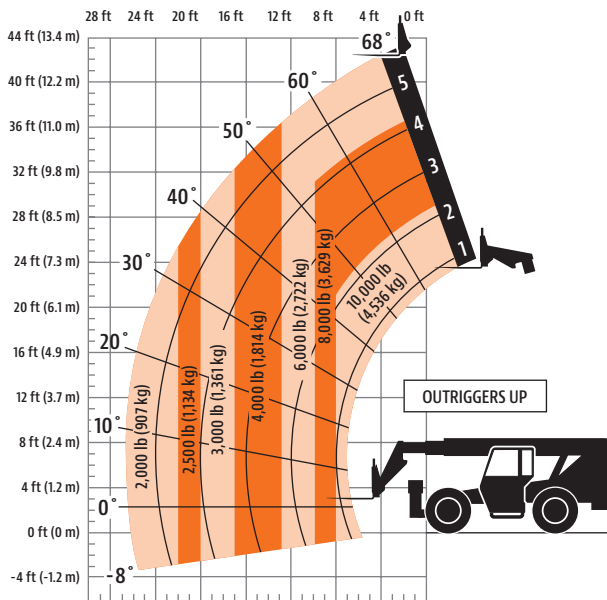 28 ft 24 ft 20 ft 16 ft 12 ft 8 ft 4 ft 0 ft
44 ft (13.4 m)
40 ft (12.2 m)
36 ft (11.0 m)
32 ft (9.8 m)
28 ft (8.5 m)
24 ft (7.3 m)
20 ft (6.1 m)
16 ft (4.9 m)
12 ft (3.7 m)
8 ft (2.4 m)
4 ft (1.2 m)
0 ft (0 m)
-4 ft (-1.2 m)
68°
60°
50°
40°
30°
20°
10°
0°
-8°
5
4
3
2
1
2,000 lb (907 kg)
2,500 lb (1,134 kg)
3,000 lb (1,361 kg)
4,000 lb (1,814 kg)
6,000 lb (2,722 kg)
8,000 lb (3,629 kg)
10,000 lb
(4,536 kg)
OUTRIGGERS UP